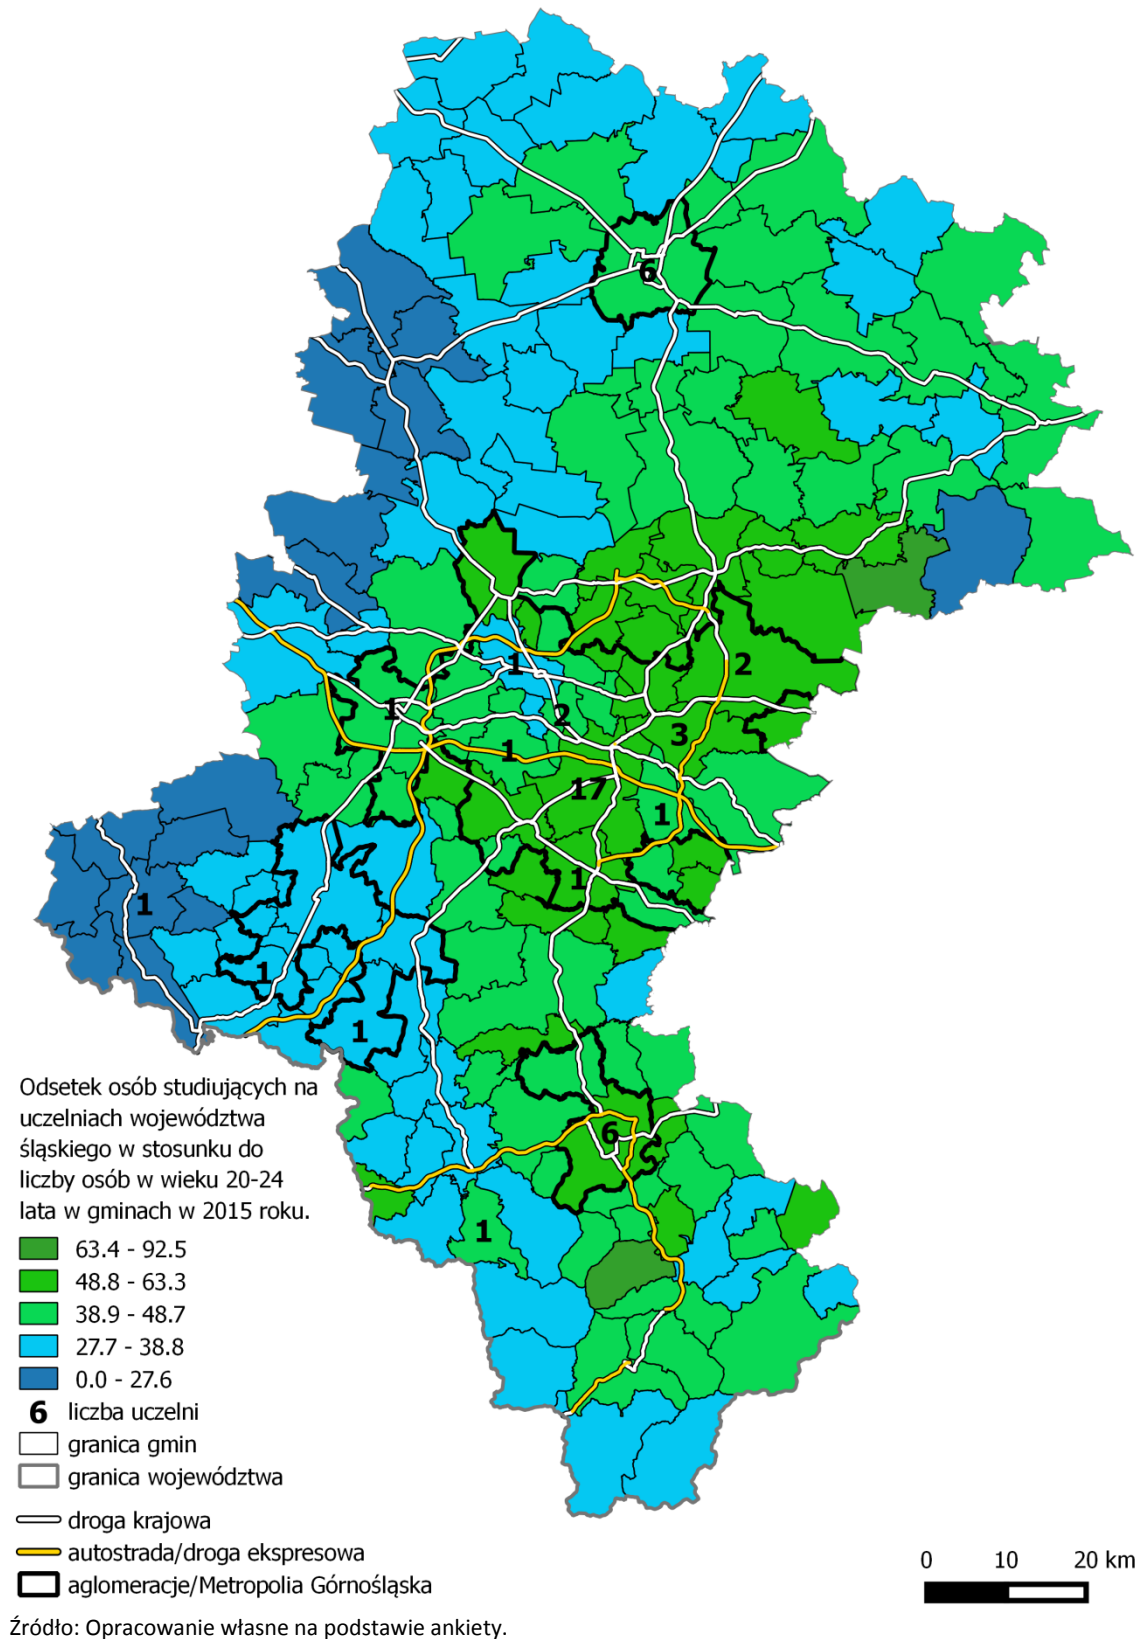 6
1
2
1
2
3
1
17
1
1
1
1
1
6
1
Odsetek osób studiujących na
uczelniach województwa
śląskiego w stosunku do
liczby osób w wieku 20-24
lata w gminach w 2015 roku.
63.4 - 92.5
48.8 - 63.3
38.9 - 48.7
27.7 - 38.8
0.0 - 27.6
6 liczba uczelni
granica gmin
granica województwa
droga krajowa
autostrada/droga ekspresowa
aglomeracje/Metropolia Górnośląska
0 10 20 km
Źródło: Opracowanie własne na podstawie ankiety.